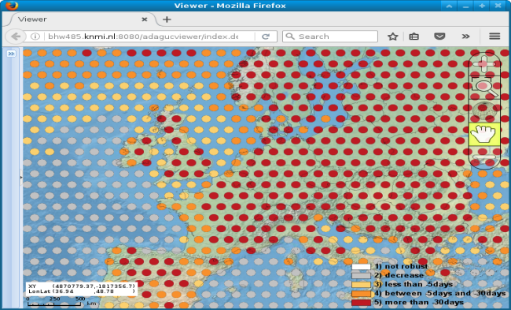 Viewer - Mozilla Firefox
Viewer
bhw485.knmi.nl:8080/adagucviewer/index.do
Search
1) not robust
2) decrease
3) less than -5days
4) between -5days and -30days
5) more than -30days
XY (4870779.37,-1817356.7)
LonLat (36.94 ,48.78 )
0 250 500
km